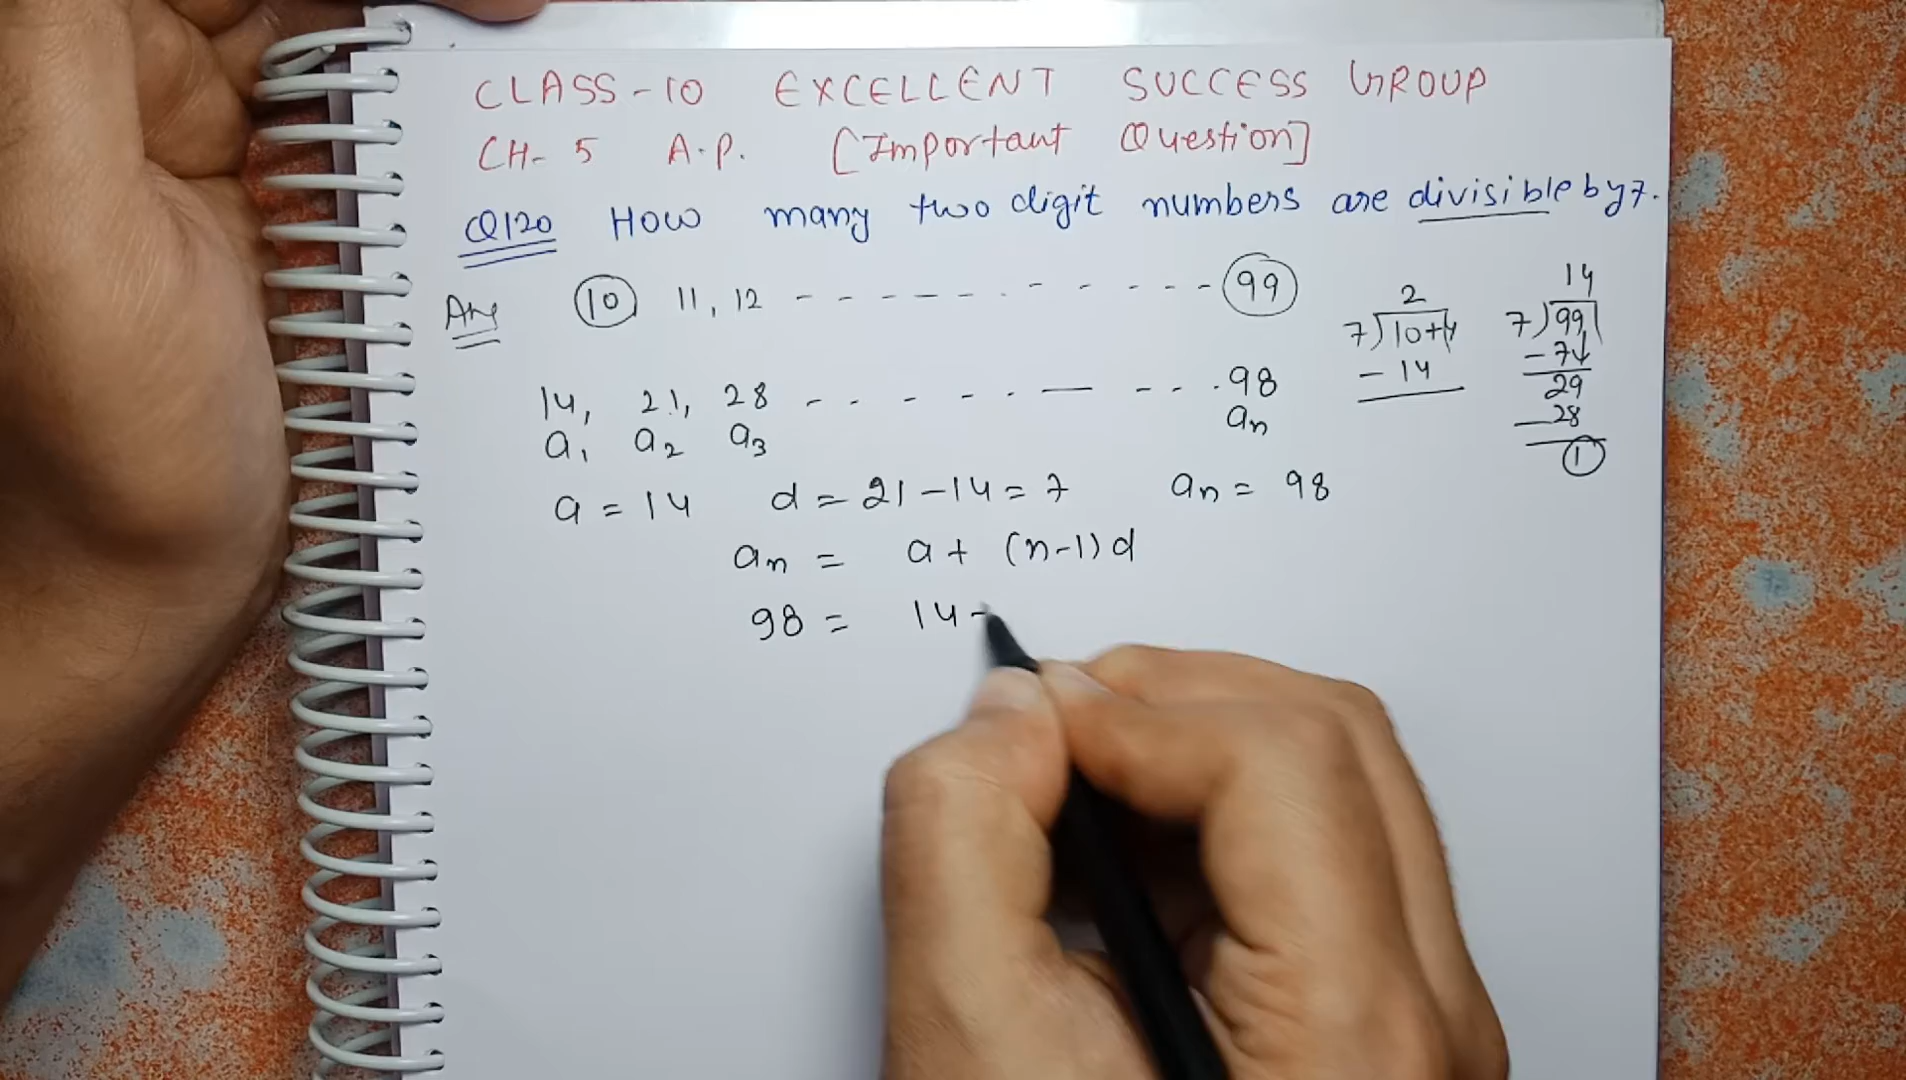 CLASS-10 EXCELLENT SUCCESS GROUP
CH-5 A.P. [Important Question]
Q120 How many two digit numbers are divisible by 7.
Ans 10 11, 12 - - - - - - - - - - - 99
14, 21, 28 - - - - - - - - - .98
a1 a2 a3 an
a = 14 d = 21 - 14 = 7 an = 98
an = a + (n-1) d
98 = 14 -
2
7)10+4
- 14
14
7)99
- 7↓
29
- 28
1